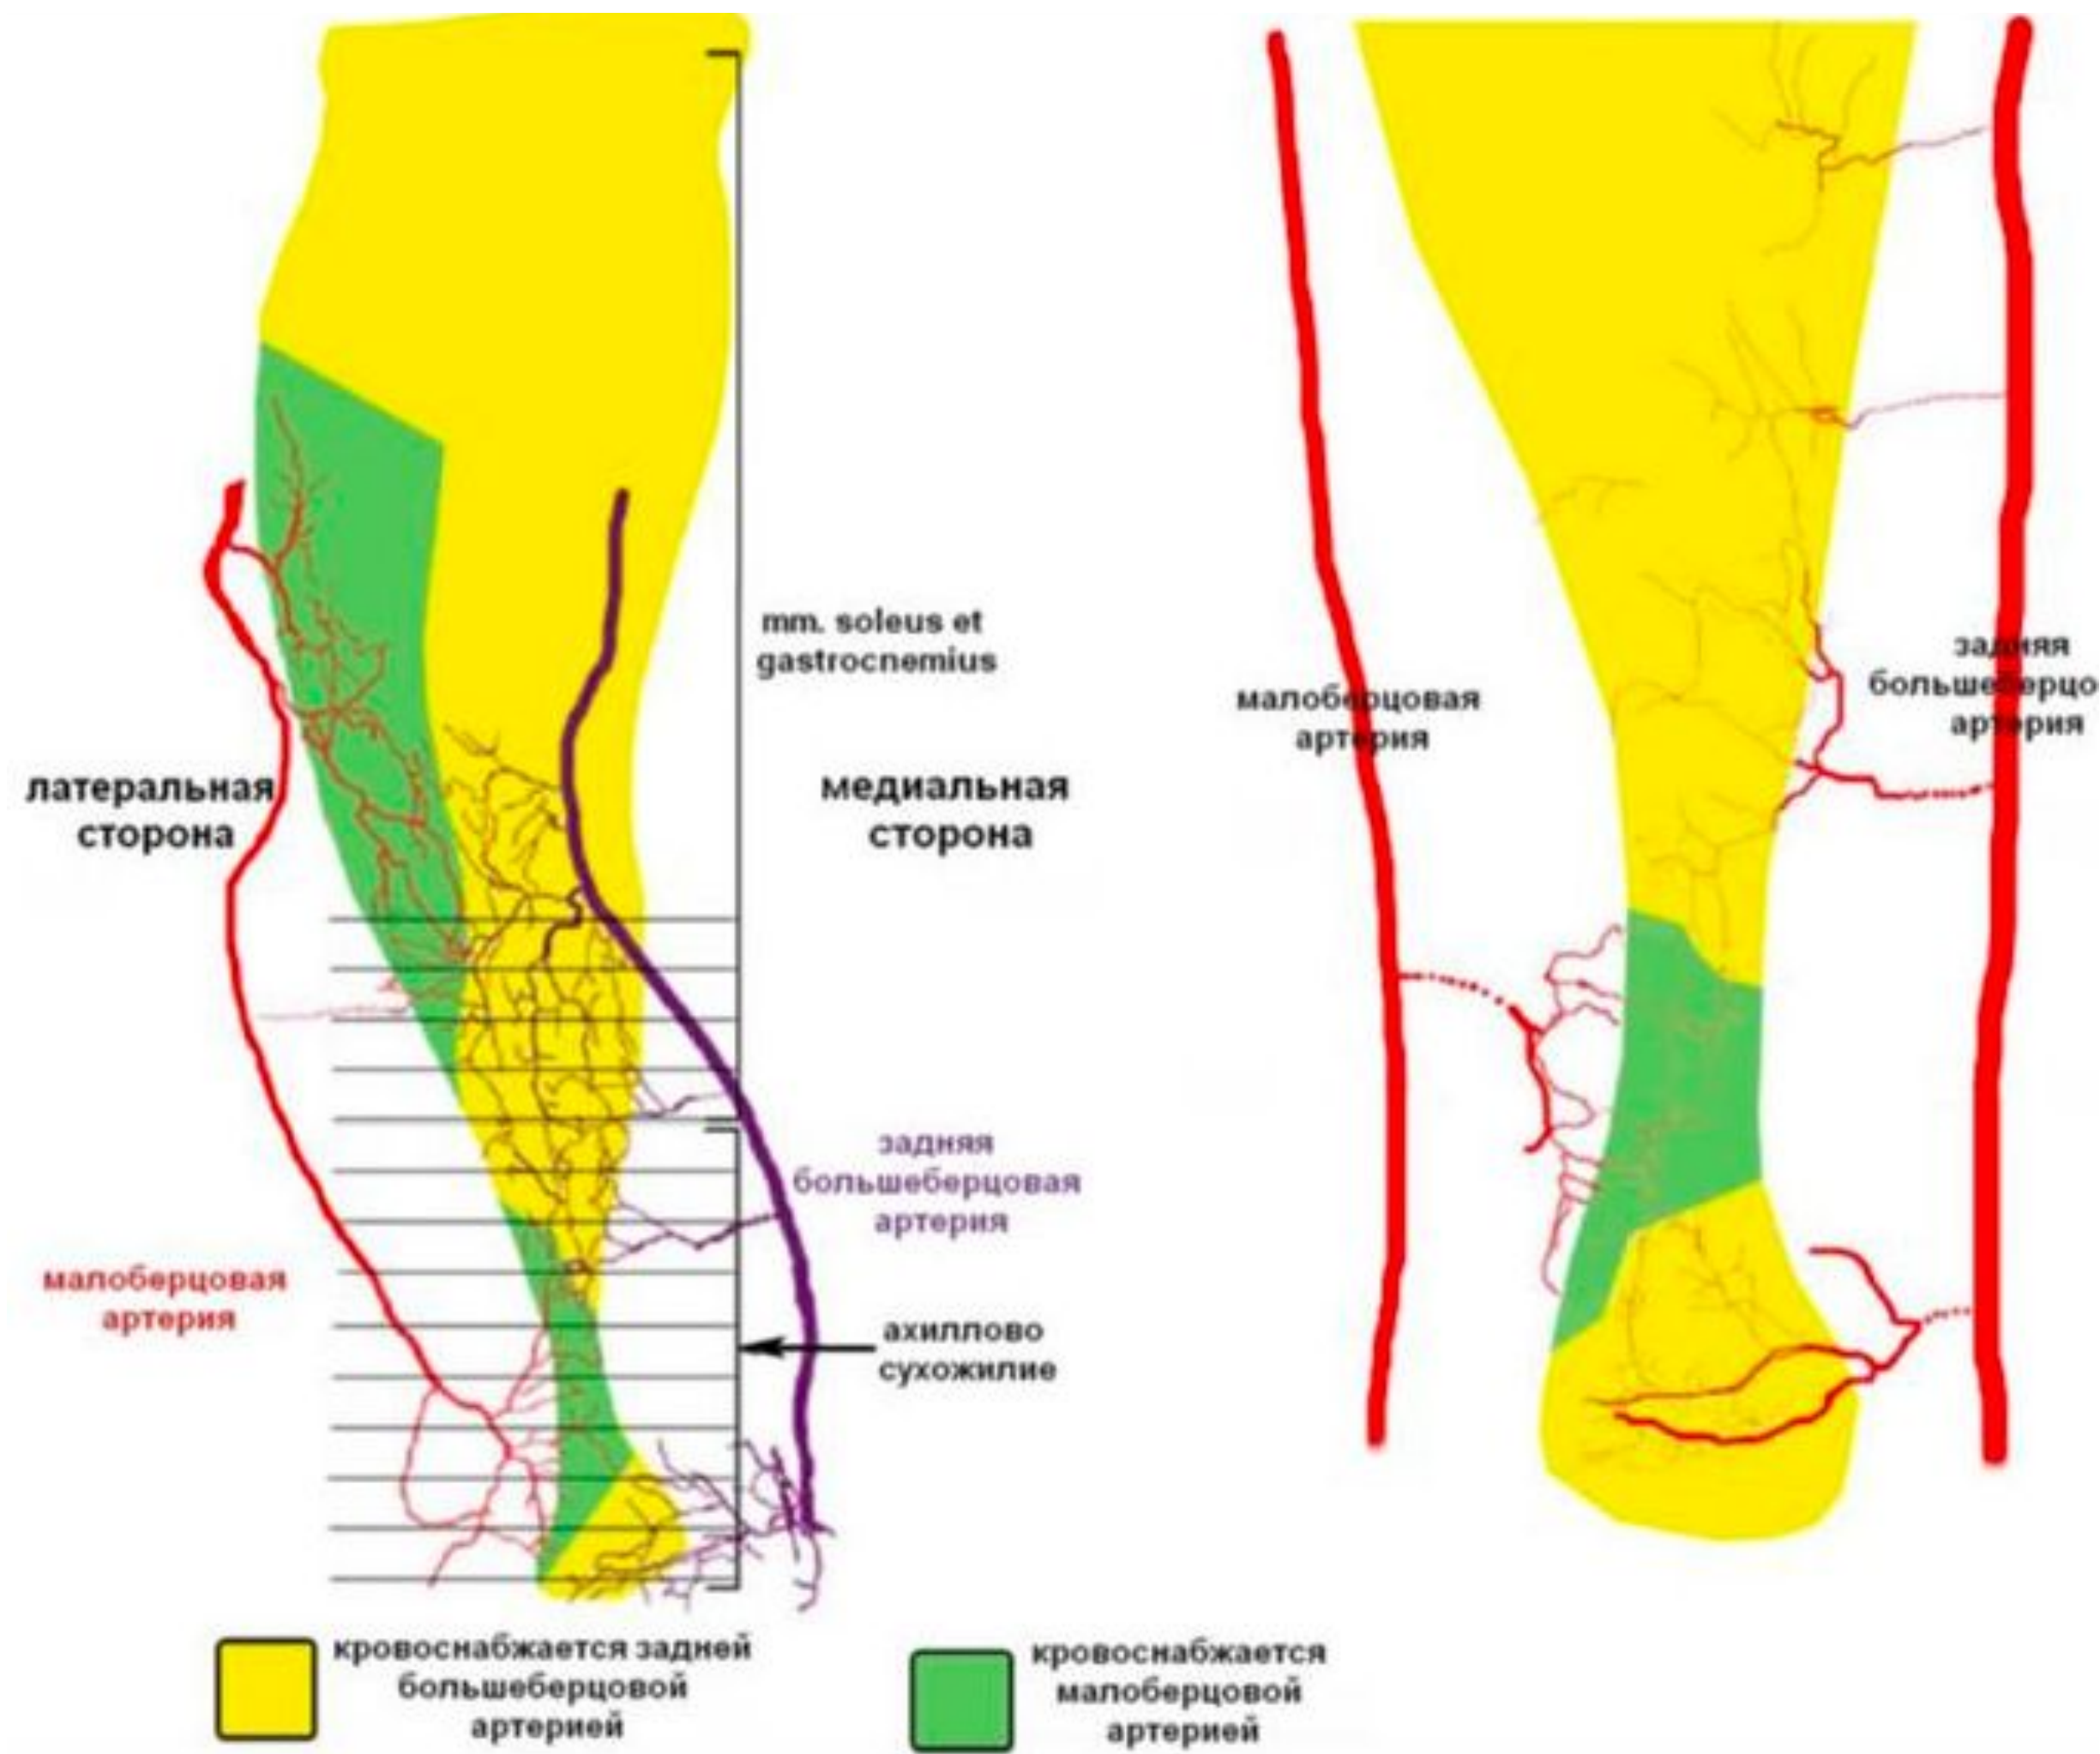 mm. soleus et
gastrocnemius
латеральная
сторона
медиальная
сторона
задняя
большеберцовая
артерия
малоберцовая
артерия
ахиллово
сухожилие
малоберцовая
артерия
задняя
большеберцо
артерия
кровоснабжается задней
большеберцовой
артерией
кровоснабжается
малоберцовой
артерией